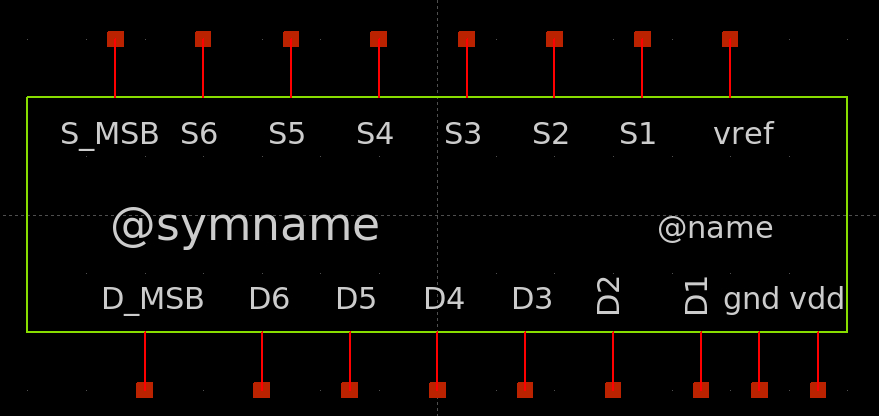 S_MSB S6 S5 S4 S3 S2 S1 vref
@symname @name
D_MSB D6 D5 D4 D3 D2 D1 gnd vdd